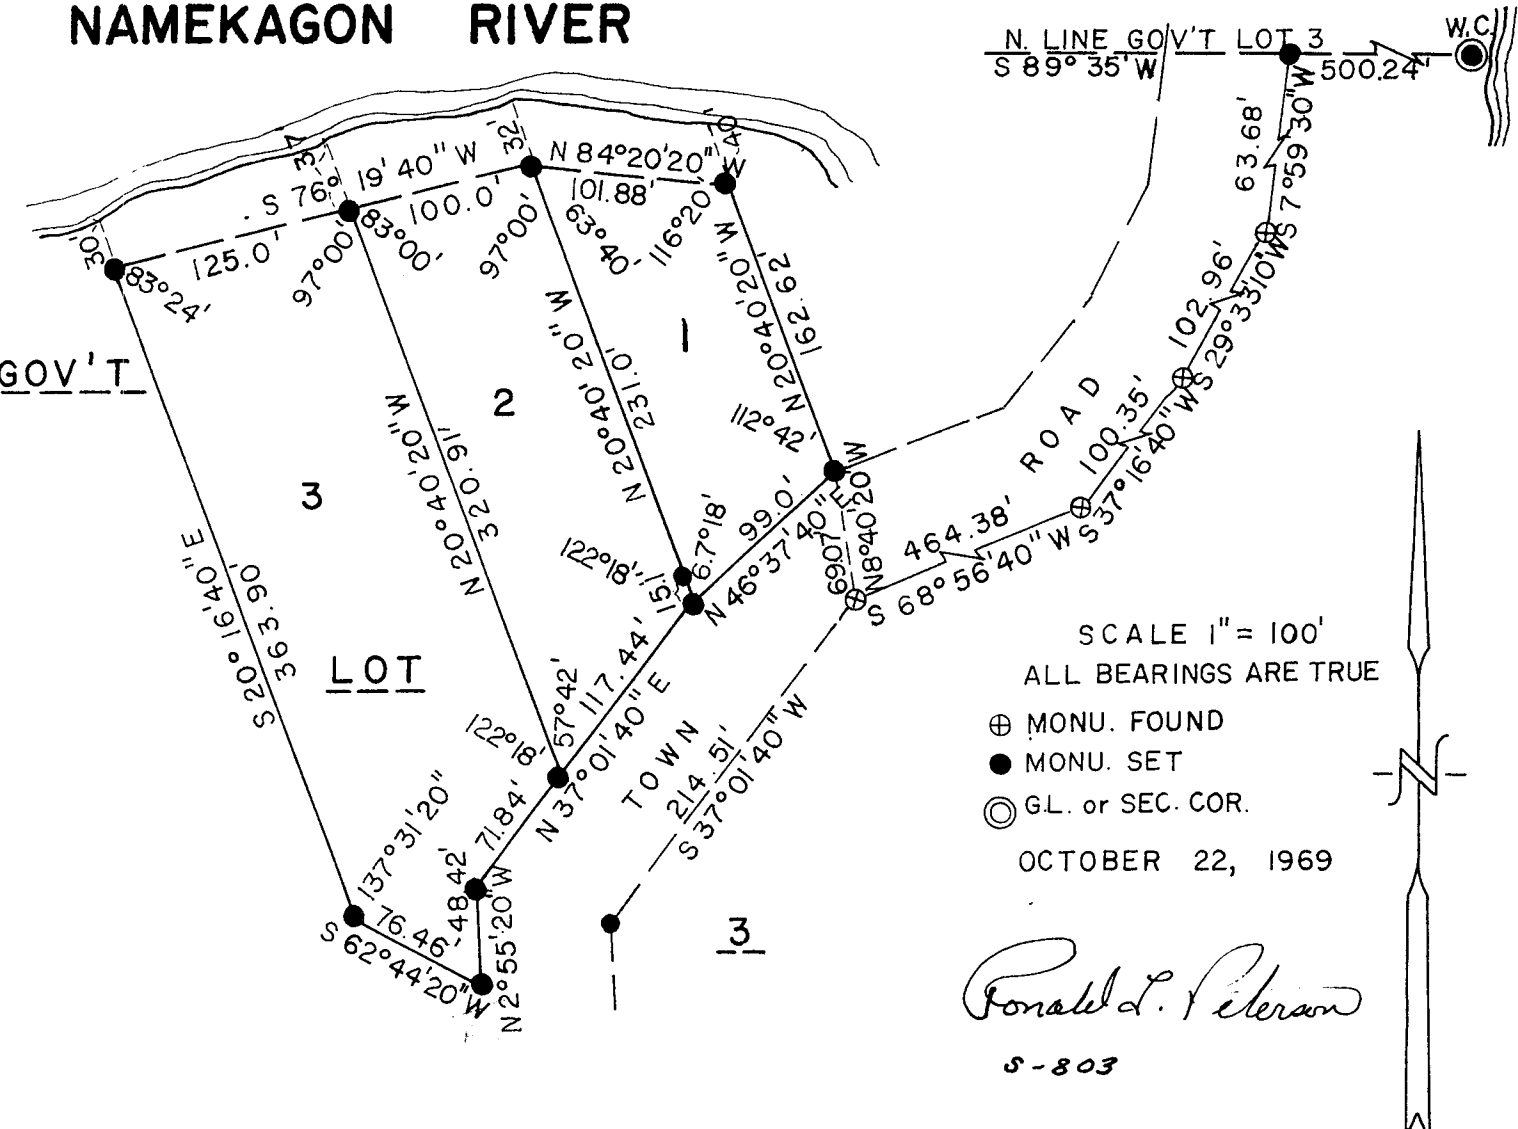 NAMEKAGON RIVER
N. LINE GOV'T LOT 3
S 89° 35' W
500.24'
W.C.
63.68'
S 7°59'30"W
102.96'
S 29°33'10"W
100.35'
S 37°16'40"W
ROAD
464.38'
S 68°56'40"W
30'
37'
32'
40'
S 76° 19' 40" W
125.0'
100.0'
N 84°20'20" W
101.88'
83°24'
97°00'
83°00'
97°00'
63°40'
116°20'
N 20°40'20" W
162.62'
1
112°42'
N 20°40'20" W
231.0'
2
GOV'T
N 20°40'20" W
320.91'
3
S 20°16'40" E
363.90'
LOT
122°18'
15.1'
67°18'
99.0'
N 46°37'40" E
69.07'
N8°40'20"W
122°18'
57°42'
117.44'
N 37°01'40" E
71.84'
TOWN
214.51'
S 37°01'40" W
137°31'20"
76.46'
S 62°44'20"W
48.42'
N 2°55'20"W
3
SCALE 1" = 100'
ALL BEARINGS ARE TRUE
MONU. FOUND
MONU. SET
G.L. or SEC. COR.
OCTOBER 22, 1969
N
Ronald L. Peterson
S-803